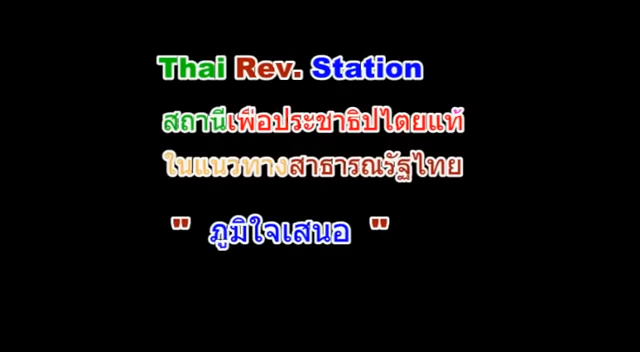 Thai Rev. Station
สถานีเพื่อประชาธิปไตยแท้
ในแนวทางสาธารณรัฐไทย
" ภูมิใจเสนอ "